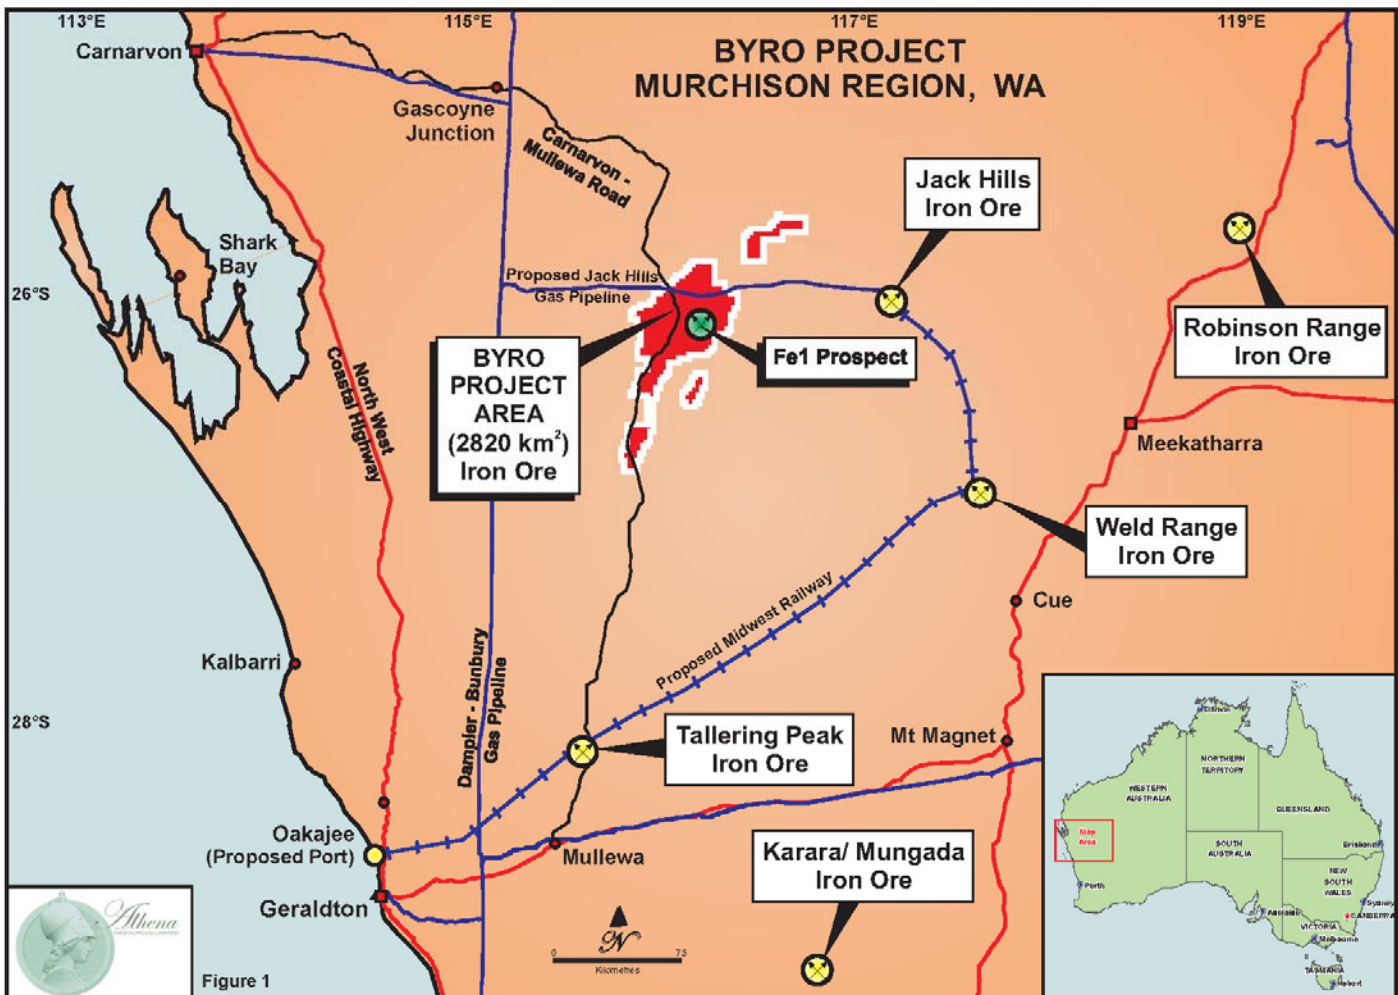 113°E
115°E
117°E
119°E
Carnarvon
BYRO PROJECT
MURCHISON REGION, WA
Gascoyne
Junction
Carnarvon -
Mullewa Road
Jack Hills
Iron Ore
Shark
Bay
26°S
Proposed Jack Hills
Gas Pipeline
Robinson Range
Iron Ore
BYRO
PROJECT
AREA
(2820 km²)
Iron Ore
Fe1 Prospect
North West
Coastal Highway
Meekatharra
Weld Range
Iron Ore
Cue
Proposed Midwest Railway
Kalbarri
Dampier - Bunbury
Gas Pipeline
28°S
Tallering Peak
Iron Ore
Mt Magnet
Oakajee
(Proposed Port)
Mullewa
Karara/ Mungada
Iron Ore
Geraldton
Athena
RESOURCES LIMITED
Figure 1
N
0 75
Kilometres
Darwin
NORTHERN
TERRITORY
WESTERN
AUSTRALIA
QUEENSLAND
Map
Area
SOUTH
AUSTRALIA
Brisbane
NEW
SOUTH
WALES
Perth
Sydney
Adelaide
CANBERRA
VICTORIA
Melbourne
TASMANIA
Hobart